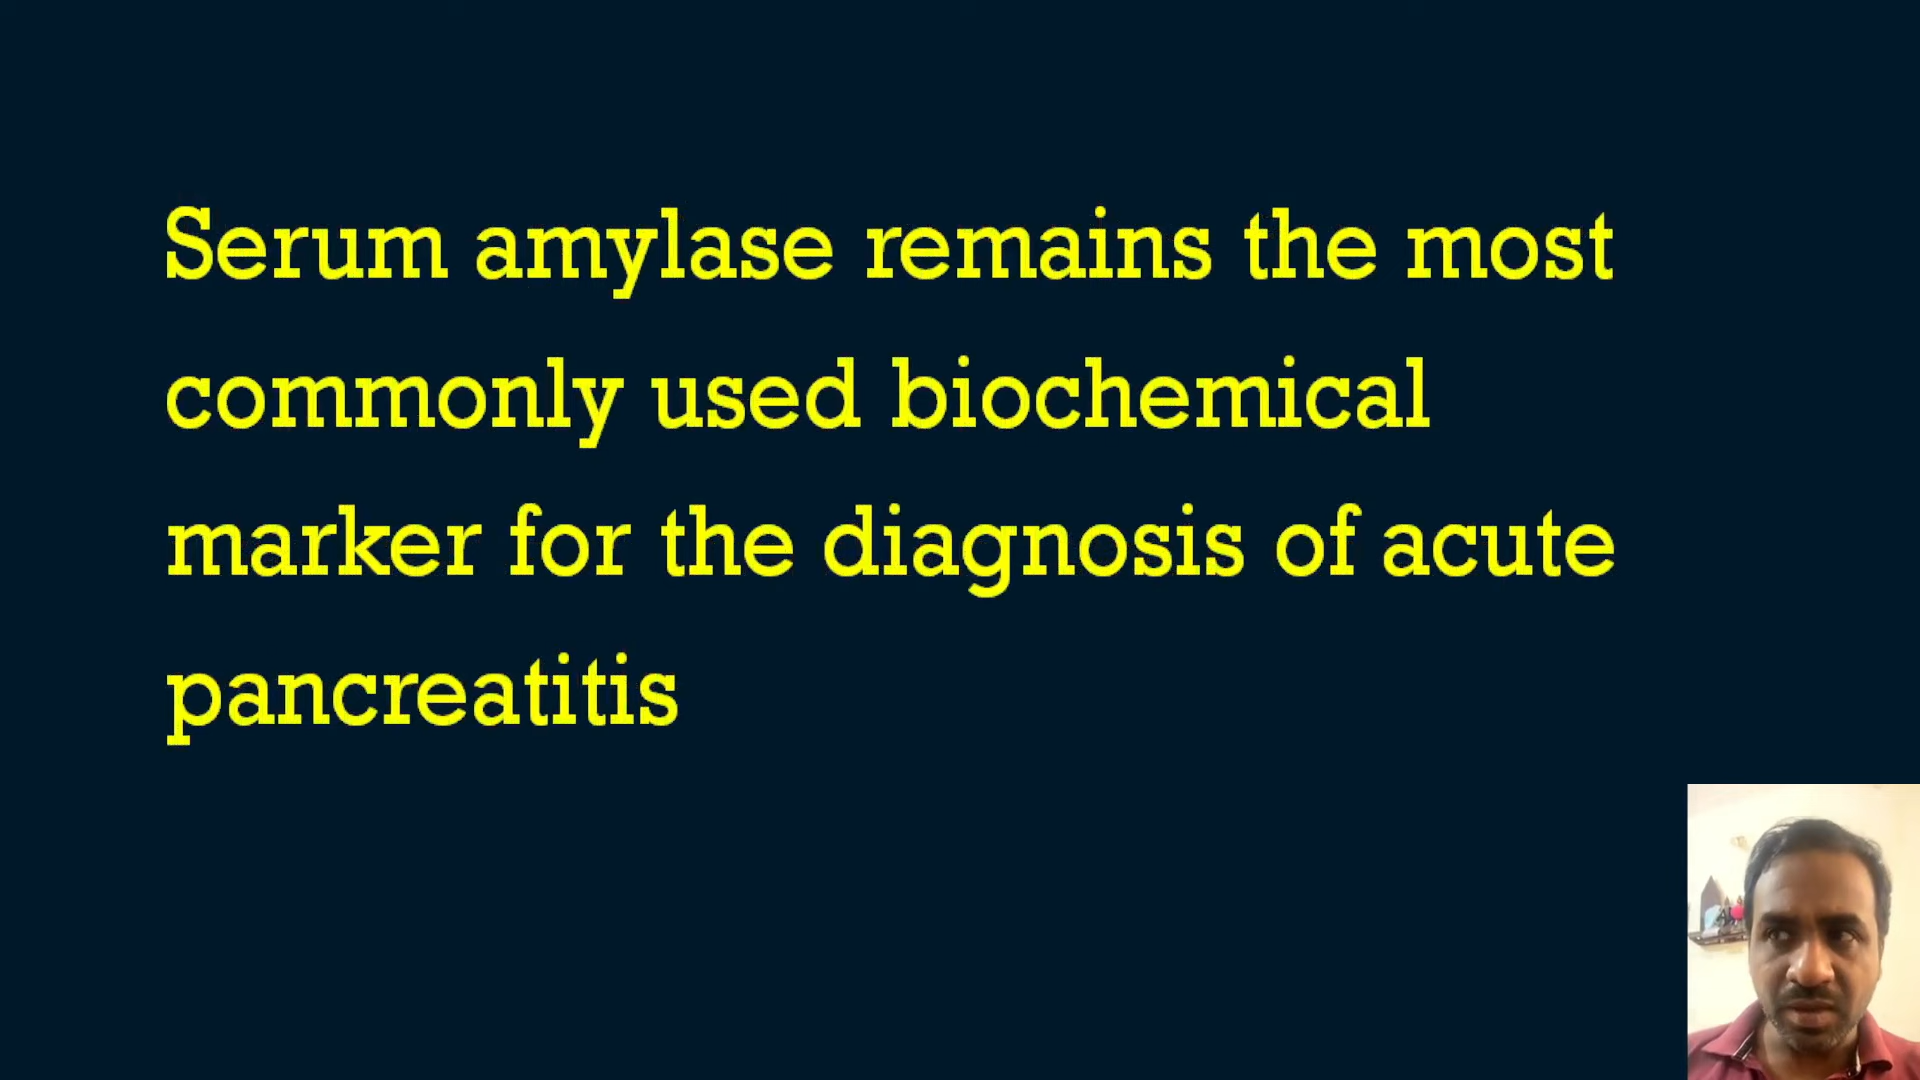 Serum amylase remains the most
commonly used biochemical
marker for the diagnosis of acute
pancreatitis